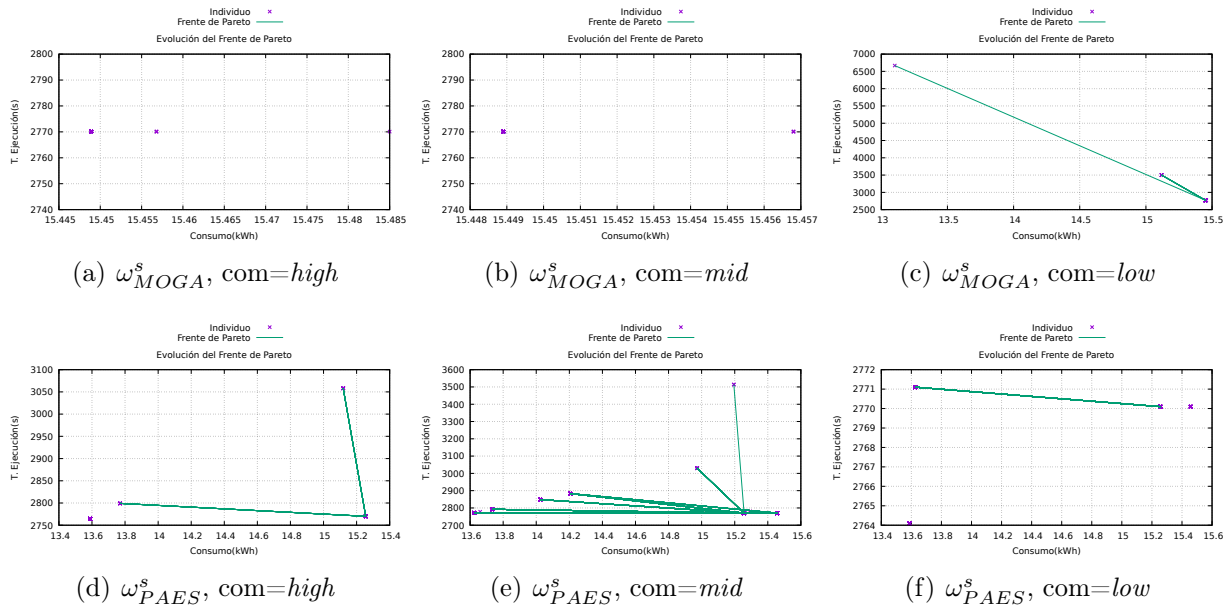 Individuo
Frente de Pareto
Evolución del Frente de Pareto
T. Ejecución(s)
2800
2790
2780
2770
2760
2750
2740
15.445 15.45 15.455 15.46 15.465 15.47 15.475 15.48 15.485
Consumo(kWh)
(a) ω^s_MOGA, com=high
Individuo
Frente de Pareto
Evolución del Frente de Pareto
T. Ejecución(s)
2800
2790
2780
2770
2760
2750
2740
15.448 15.449 15.45 15.451 15.452 15.453 15.454 15.455 15.456 15.457
Consumo(kWh)
(b) ω^s_MOGA, com=mid
Individuo
Frente de Pareto
Evolución del Frente de Pareto
T. Ejecución(s)
7000
6500
6000
5500
5000
4500
4000
3500
3000
2500
13 13.5 14 14.5 15 15.5
Consumo(kWh)
(c) ω^s_MOGA, com=low
Individuo
Frente de Pareto
Evolución del Frente de Pareto
T. Ejecución(s)
3100
3050
3000
2950
2900
2850
2800
2750
13.4 13.6 13.8 14 14.2 14.4 14.6 14.8 15 15.2 15.4
Consumo(kWh)
(d) ω^s_PAES, com=high
Individuo
Frente de Pareto
Evolución del Frente de Pareto
T. Ejecución(s)
3600
3500
3400
3300
3200
3100
3000
2900
2800
2700
13.6 13.8 14 14.2 14.4 14.6 14.8 15 15.2 15.4 15.6
Consumo(kWh)
(e) ω^s_PAES, com=mid
Individuo
Frente de Pareto
Evolución del Frente de Pareto
T. Ejecución(s)
2772
2771
2770
2769
2768
2767
2766
2765
2764
13.4 13.6 13.8 14 14.2 14.4 14.6 14.8 15 15.2 15.4 15.6
Consumo(kWh)
(f) ω^s_PAES, com=low